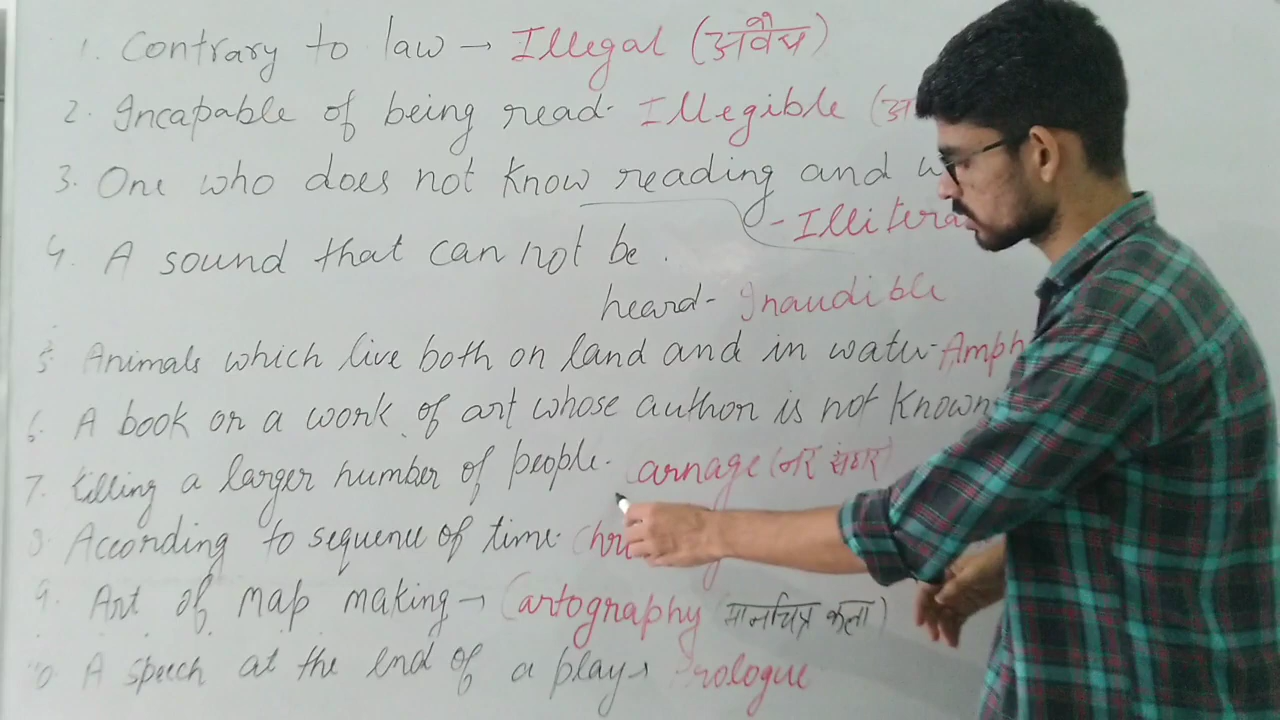 1. Contrary to law → Illegal (अवैध)
2. Incapable of being read. Illegible (अ
3. One who does not know reading and w
- Illitera
4. A sound that can not be.
heard- Inaudible
5. Animals which live both on land and in water- Amph
6. A book or a work of art whose author is not known
7. killing a larger number of people. Carnage (नर संहार)
8. According to sequence of time. Chr
9. Art of map making → Cartography (मानचित्र कला)
10. A speech at the end of a play → Prologue